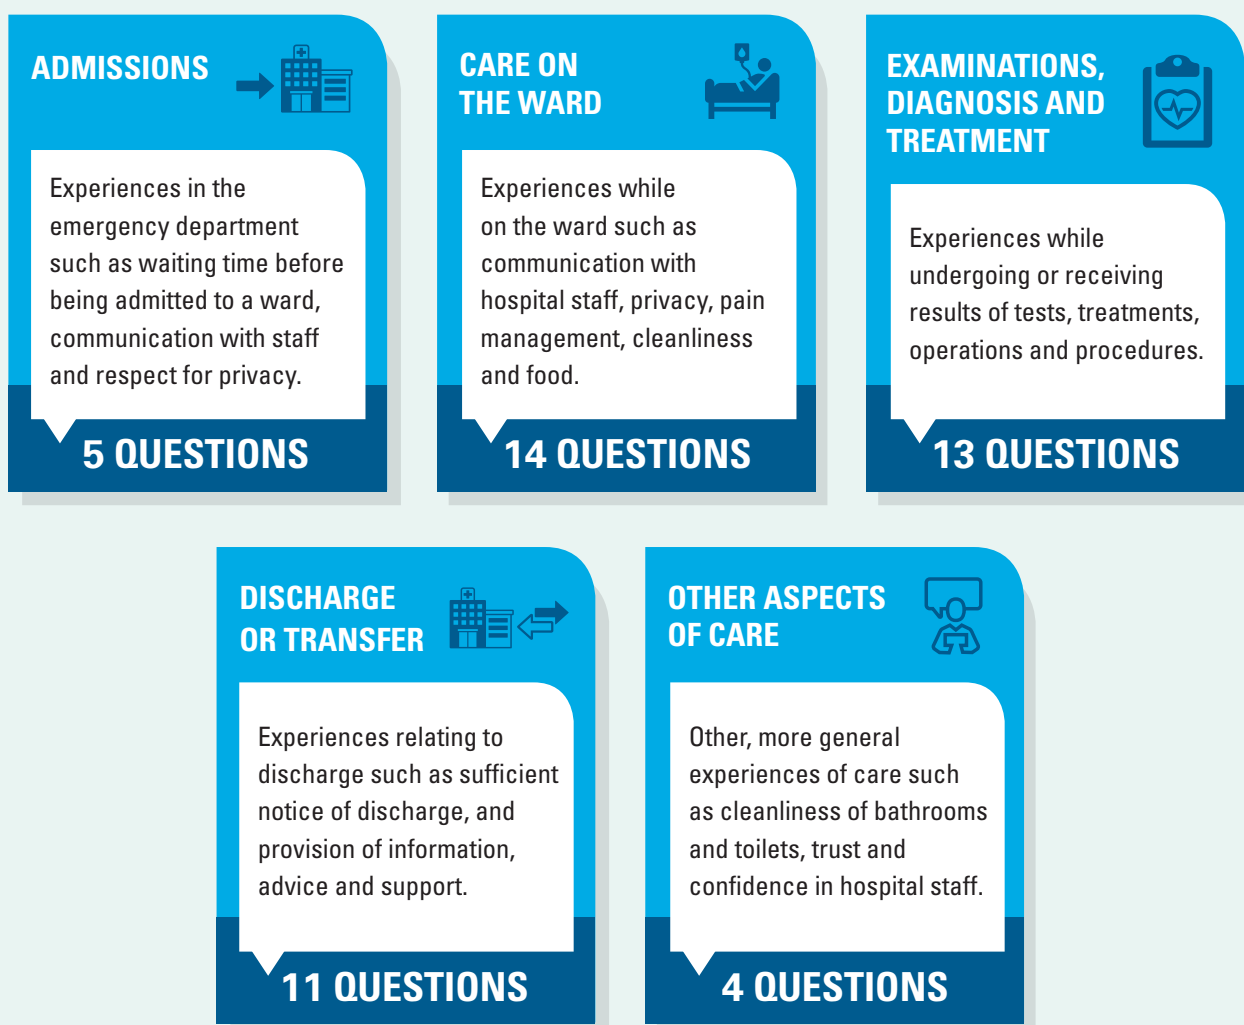 ADMISSIONS
Experiences in the
emergency department
such as waiting time before
being admitted to a ward,
communication with staff
and respect for privacy.
5 QUESTIONS
CARE ON
THE WARD
Experiences while
on the ward such as
communication with
hospital staff, privacy, pain
management, cleanliness
and food.
14 QUESTIONS
EXAMINATIONS,
DIAGNOSIS AND
TREATMENT
Experiences while
undergoing or receiving
results of tests, treatments,
operations and procedures.
13 QUESTIONS
DISCHARGE
OR TRANSFER
Experiences relating to
discharge such as sufficient
notice of discharge, and
provision of information,
advice and support.
11 QUESTIONS
OTHER ASPECTS
OF CARE
Other, more general
experiences of care such
as cleanliness of bathrooms
and toilets, trust and
confidence in hospital staff.
4 QUESTIONS